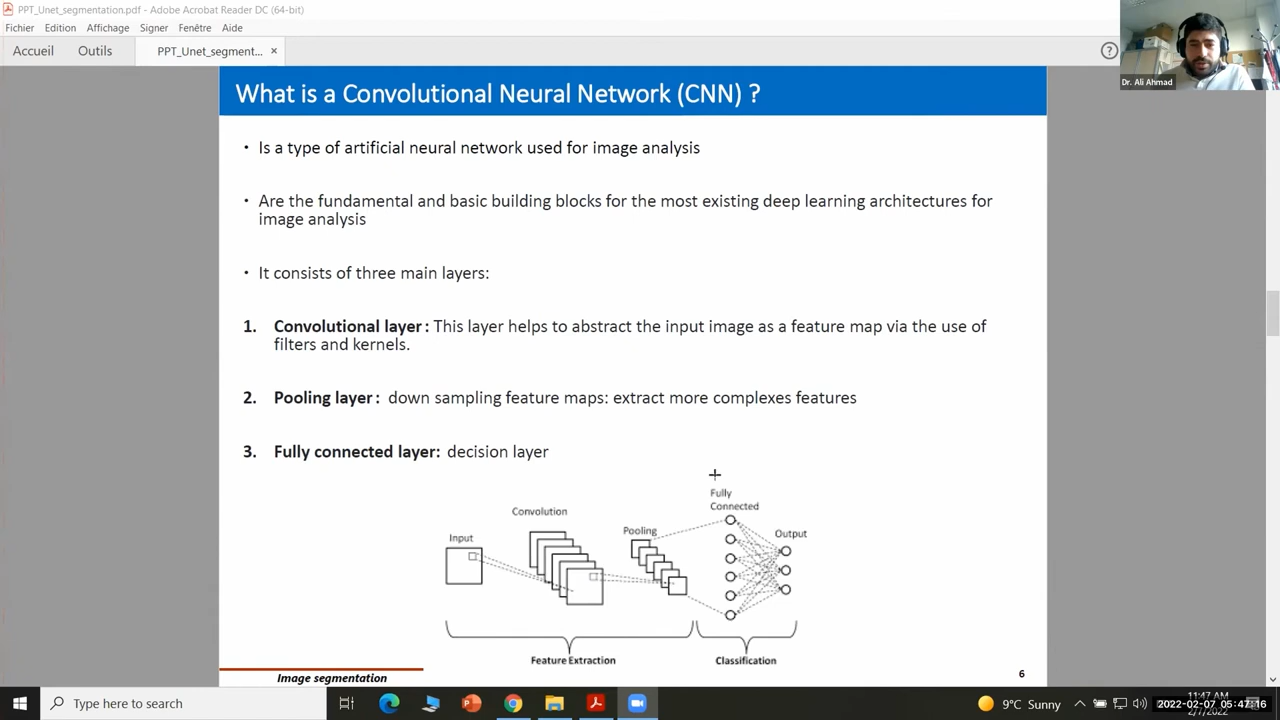 PPT_Unet_segmentation.pdf - Adobe Acrobat Reader DC (64-bit)
Fichier Edition Affichage Signer Fenêtre Aide
Accueil Outils PPT_Unet_segment... ×
Dr. Ali Ahmad
What is a Convolutional Neural Network (CNN) ?
• Is a type of artificial neural network used for image analysis
• Are the fundamental and basic building blocks for the most existing deep learning architectures for
image analysis
• It consists of three main layers:
1. Convolutional layer : This layer helps to abstract the input image as a feature map via the use of
filters and kernels.
2. Pooling layer : down sampling feature maps: extract more complexes features
3. Fully connected layer: decision layer
Input
Convolution
Pooling
Fully
Connected
Output
Feature Extraction
Classification
Image segmentation
6
Type here to search
9°C Sunny
11:47 AM
2022-02-07 05:47:16